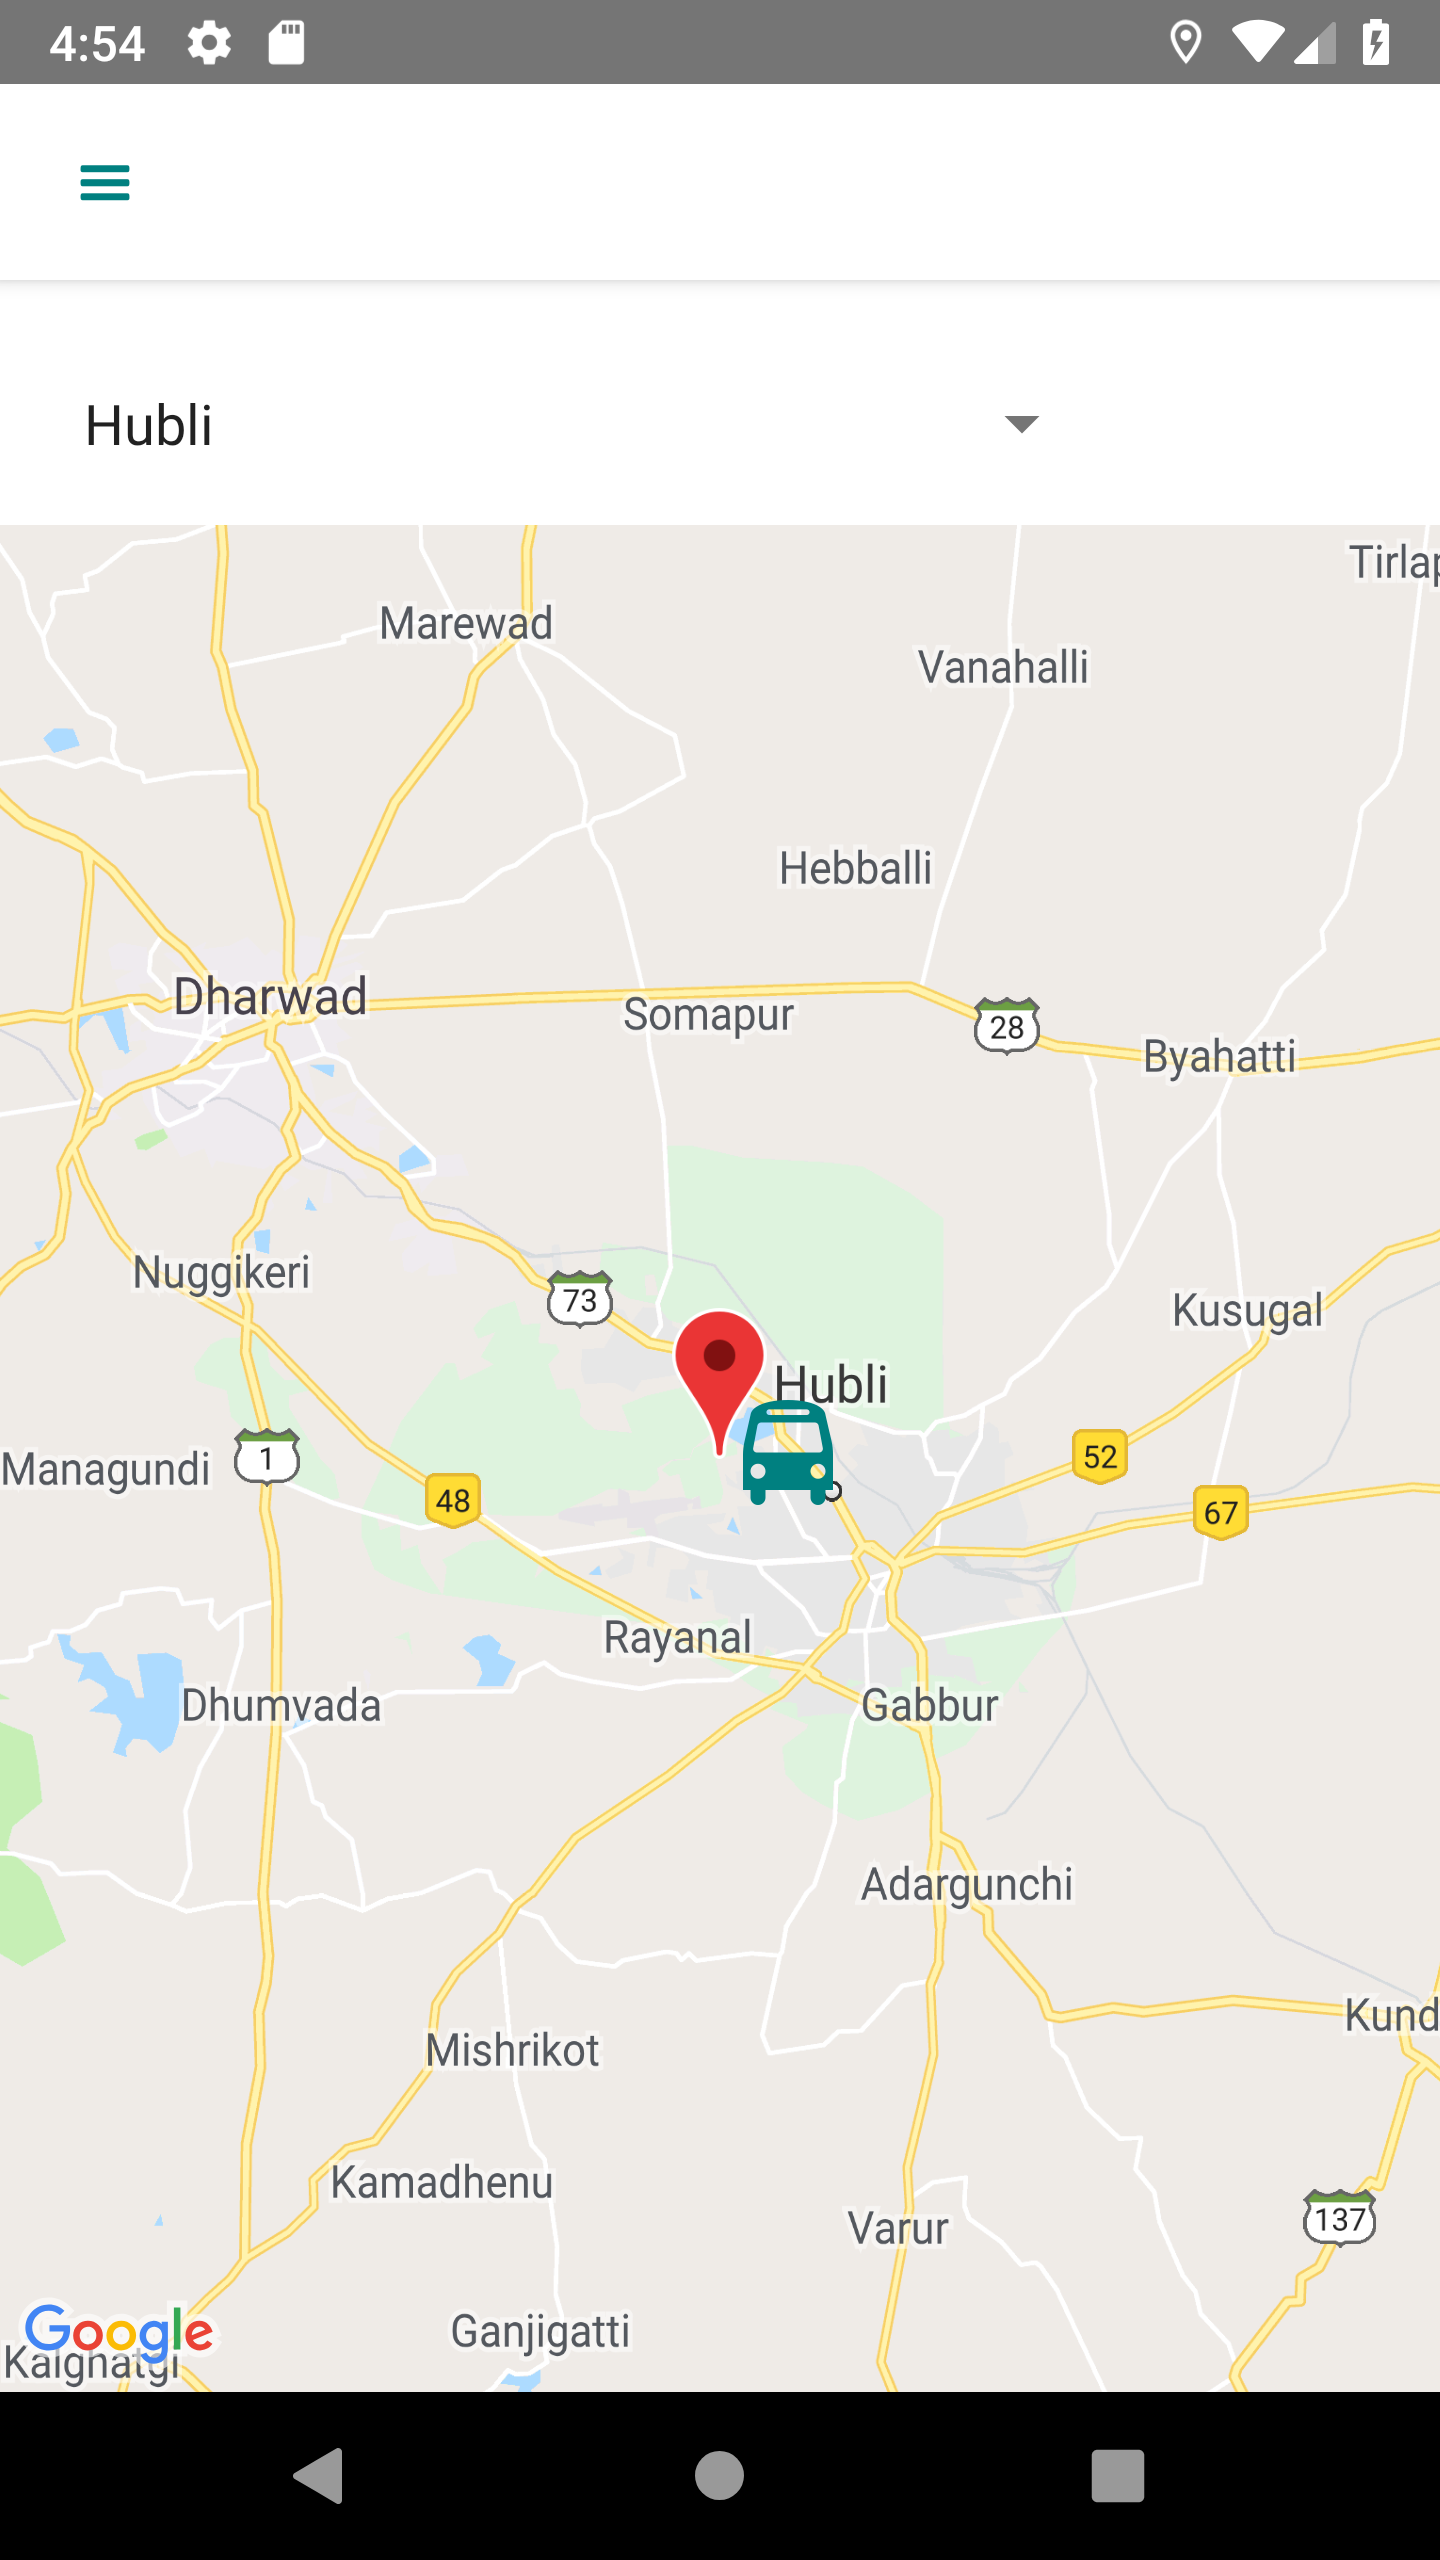 4:54
Hubli
Tirlap
Marewad
Vanahalli
Hebballi
Dharwad
Somapur
28
Byahatti
Nuggikeri
73
Kusugal
Hubli
Managundi
1
48
52
67
Rayanal
Dhumvada
Gabbur
Adargunchi
Kund
Mishrikot
Kamadhenu
Varur
137
Google
Ganjigatti
Kalghatgi